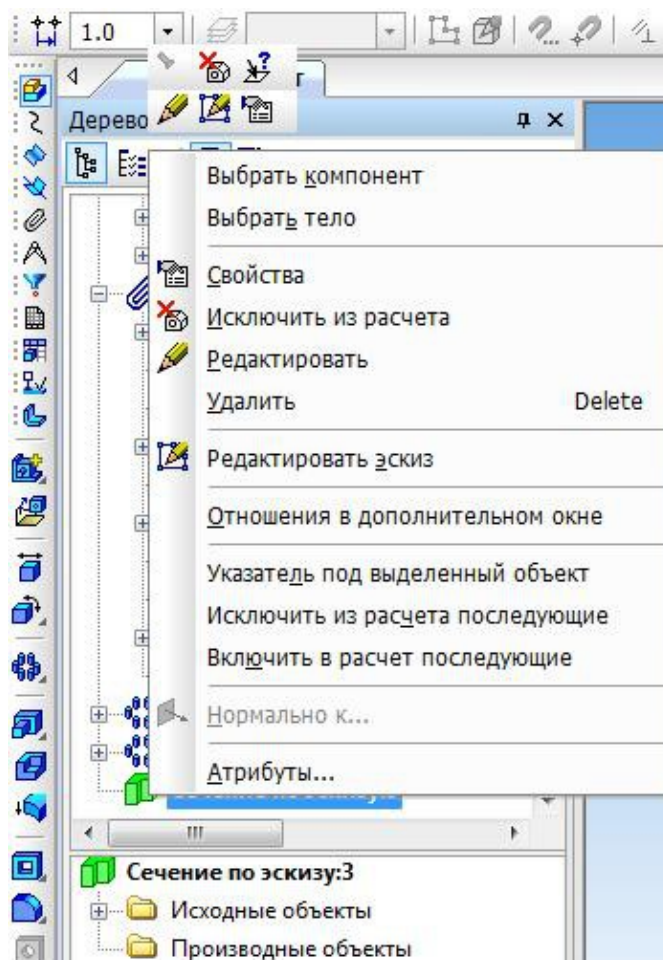 1.0
Дерево
Выбрать компонент
Выбрать тело
Свойства
Исключить из расчета
Редактировать
Удалить Delete
Редактировать эскиз
Отношения в дополнительном окне
Указатель под выделенный объект
Исключить из расчета последующие
Включить в расчет последующие
Нормально к...
Атрибуты...
Сечение по эскизу:3
Исходные объекты
Производные объекты